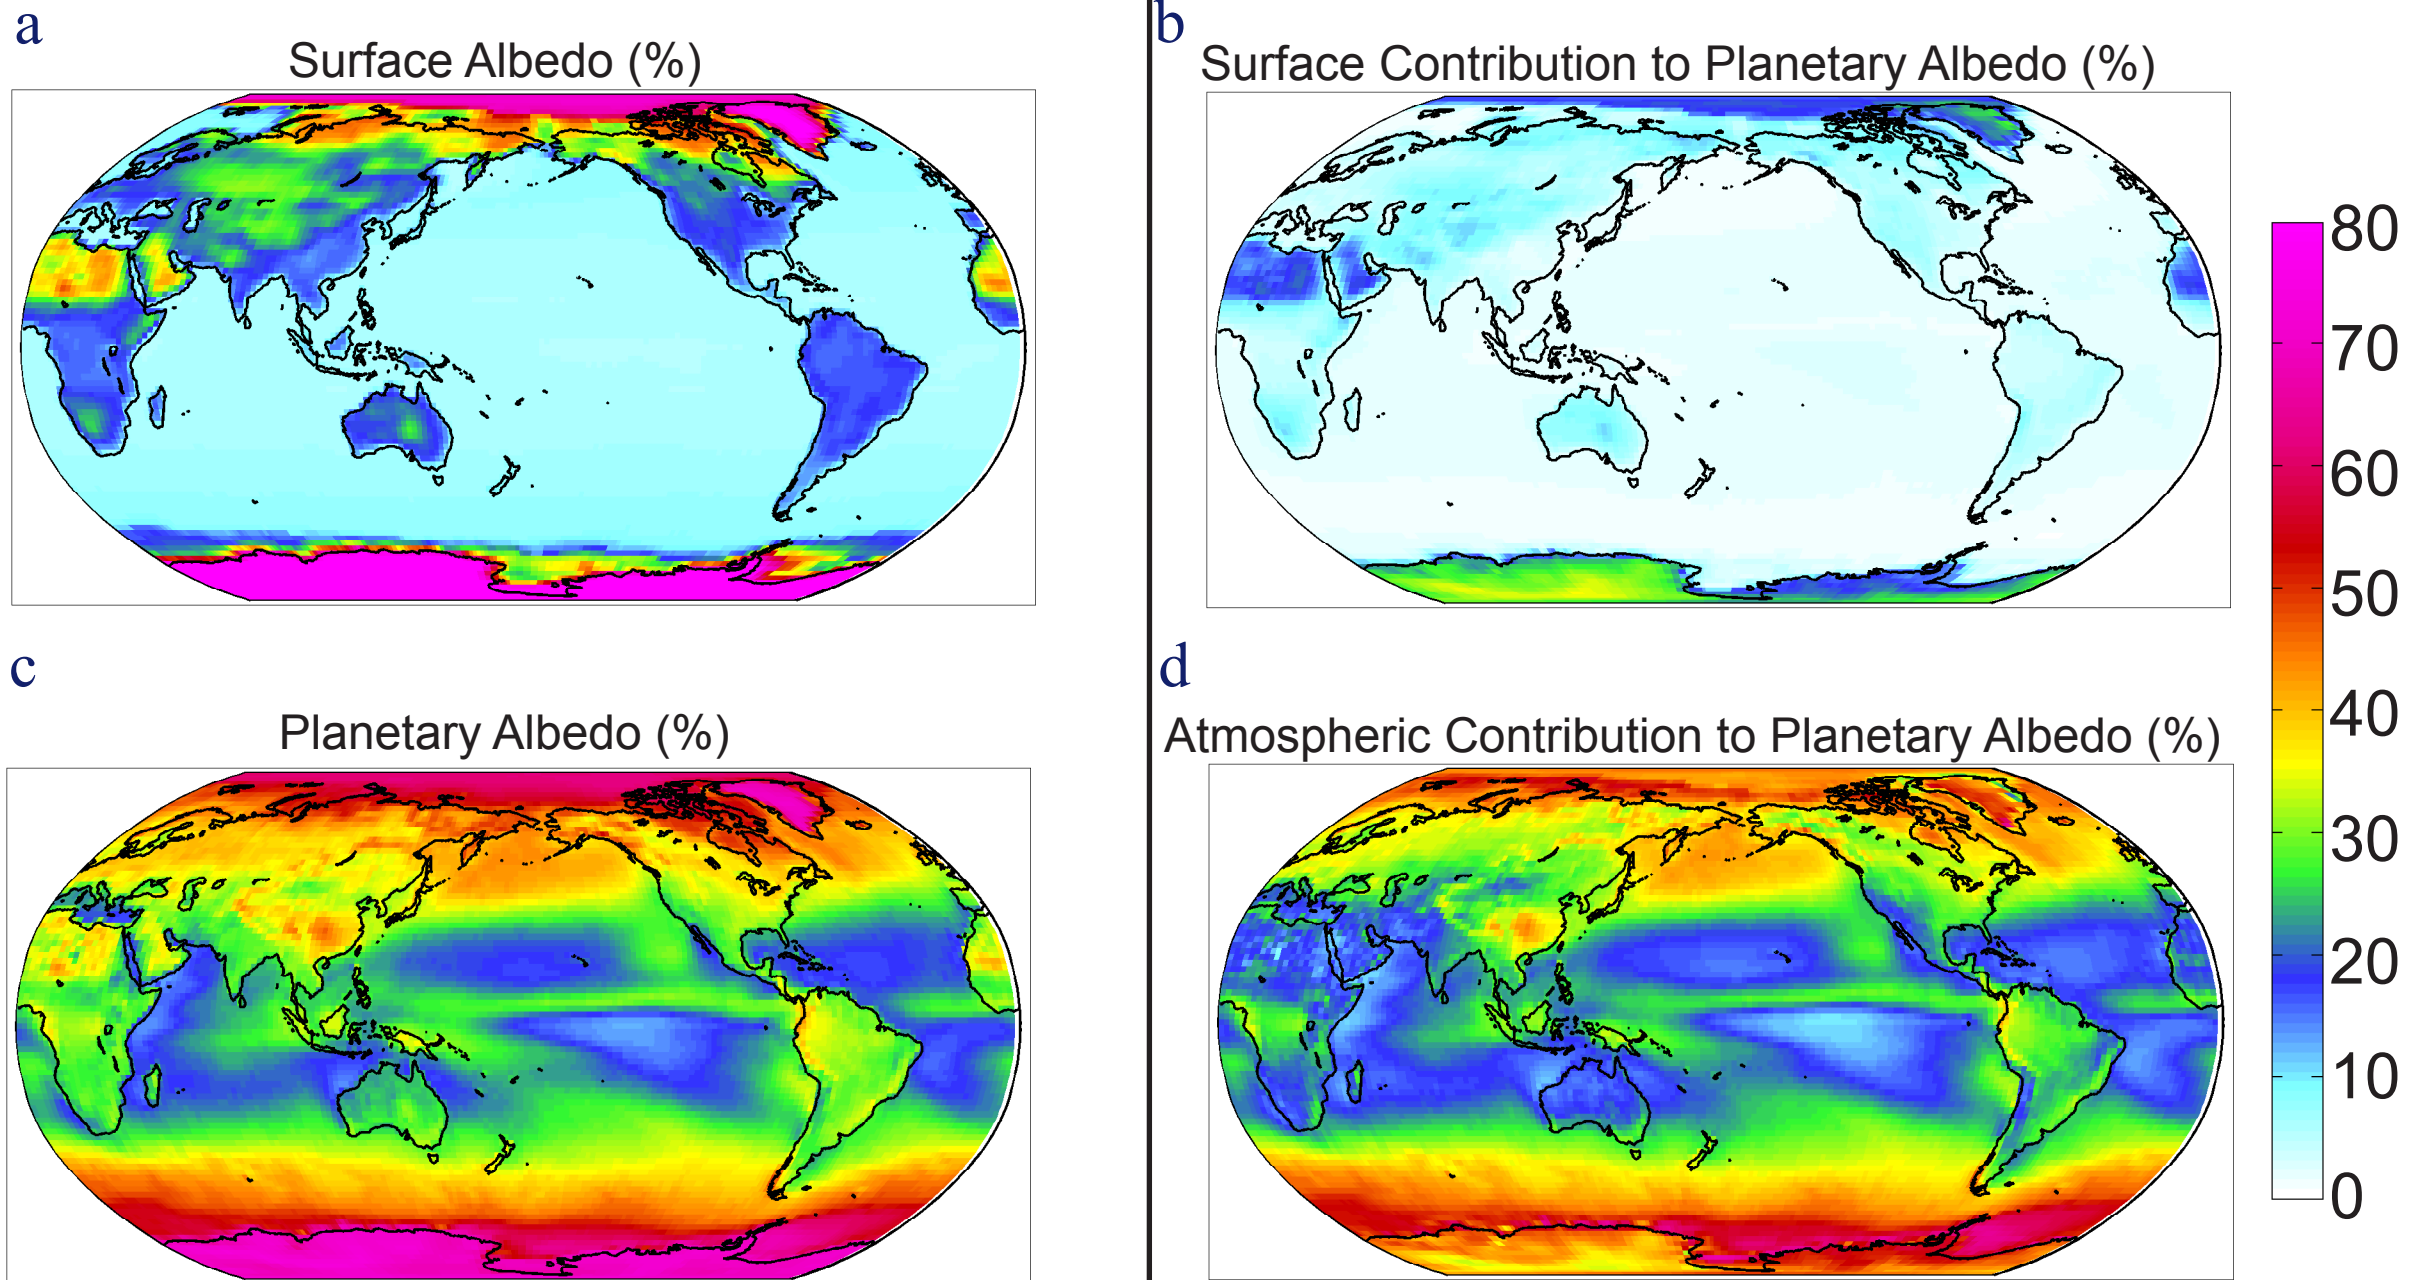 a
Surface Albedo (%)
b
Surface Contribution to Planetary Albedo (%)
c
Planetary Albedo (%)
d
Atmospheric Contribution to Planetary Albedo (%)
80
70
60
50
40
30
20
10
0